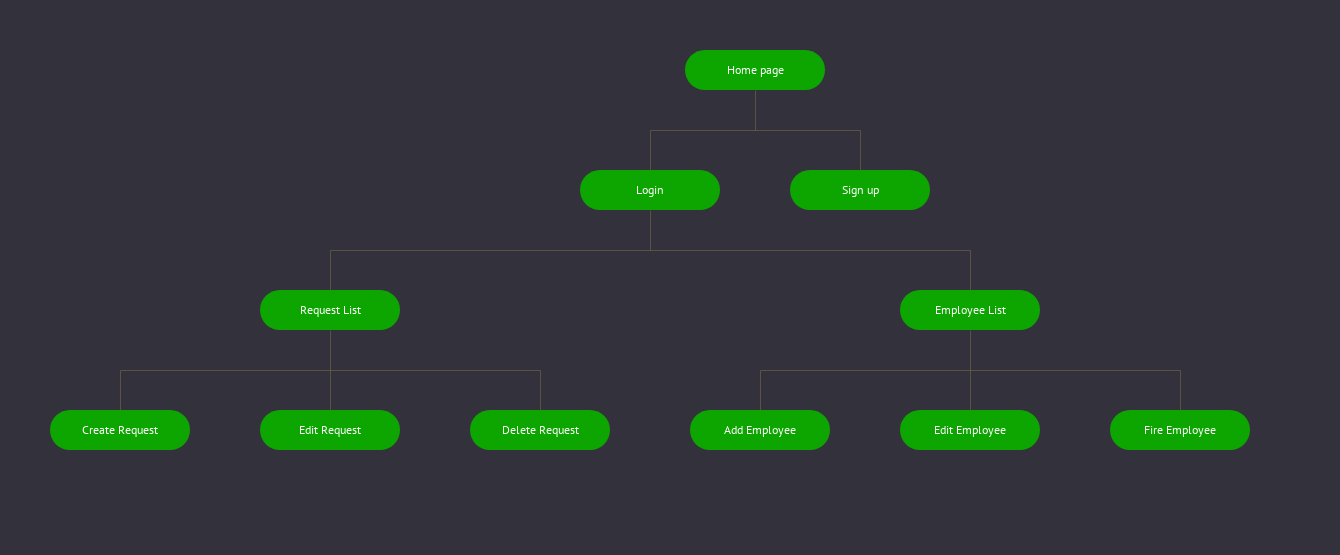 Home page
Login
Sign up
Request List
Employee List
Create Request
Edit Request
Delete Request
Add Employee
Edit Employee
Fire Employee